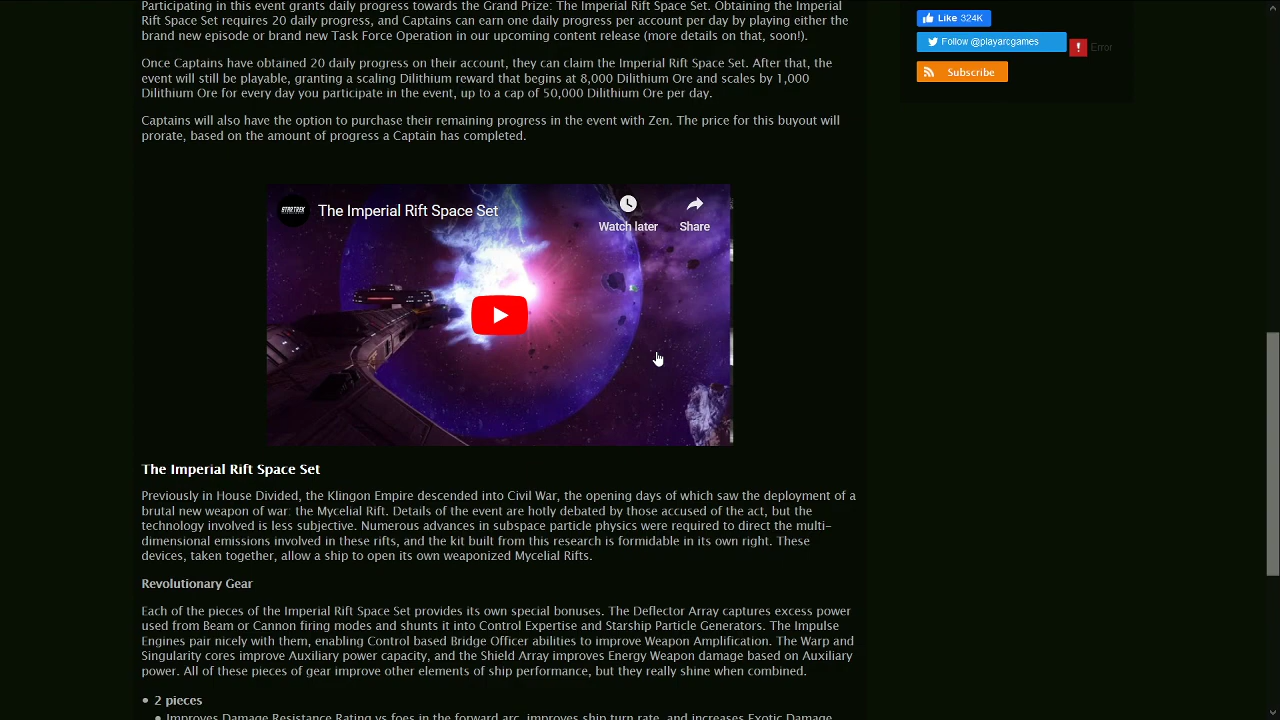 Participating in this event grants daily progress towards the Grand Prize: The Imperial Rift Space Set. Obtaining the Imperial
Rift Space Set requires 20 daily progress, and Captains can earn one daily progress per account per day by playing either the
brand new episode or brand new Task Force Operation in our upcoming content release (more details on that, soon!).
Once Captains have obtained 20 daily progress on their account, they can claim the Imperial Rift Space Set. After that, the
event will still be playable, granting a scaling Dilithium reward that begins at 8,000 Dilithium Ore and scales by 1,000
Dilithium Ore for every day you participate in the event, up to a cap of 50,000 Dilithium Ore per day.
Captains will also have the option to purchase their remaining progress in the event with Zen. The price for this buyout will
prorate, based on the amount of progress a Captain has completed.
STAR TREK
The Imperial Rift Space Set
Watch later
Share
The Imperial Rift Space Set
Previously in House Divided, the Klingon Empire descended into Civil War, the opening days of which saw the deployment of a
brutal new weapon of war: the Mycelial Rift. Details of the event are hotly debated by those accused of the act, but the
technology involved is less subjective. Numerous advances in subspace particle physics were required to direct the multi-
dimensional emissions involved in these rifts, and the kit built from this research is formidable in its own right. These
devices, taken together, allow a ship to open its own weaponized Mycelial Rifts.
Revolutionary Gear
Each of the pieces of the Imperial Rift Space Set provides its own special bonuses. The Deflector Array captures excess power
used from Beam or Cannon firing modes and shunts it into Control Expertise and Starship Particle Generators. The Impulse
Engines pair nicely with them, enabling Control based Bridge Officer abilities to improve Weapon Amplification. The Warp and
Singularity cores improve Auxiliary power capacity, and the Shield Array improves Energy Weapon damage based on Auxiliary
power. All of these pieces of gear improve other elements of ship performance, but they really shine when combined.
• 2 pieces
• Improves Damage Resistance Rating vs foes in the forward arc, improves ship turn rate, and increases Exotic Damage
Like 324K
Follow @playarcgames
! Error
Subscribe